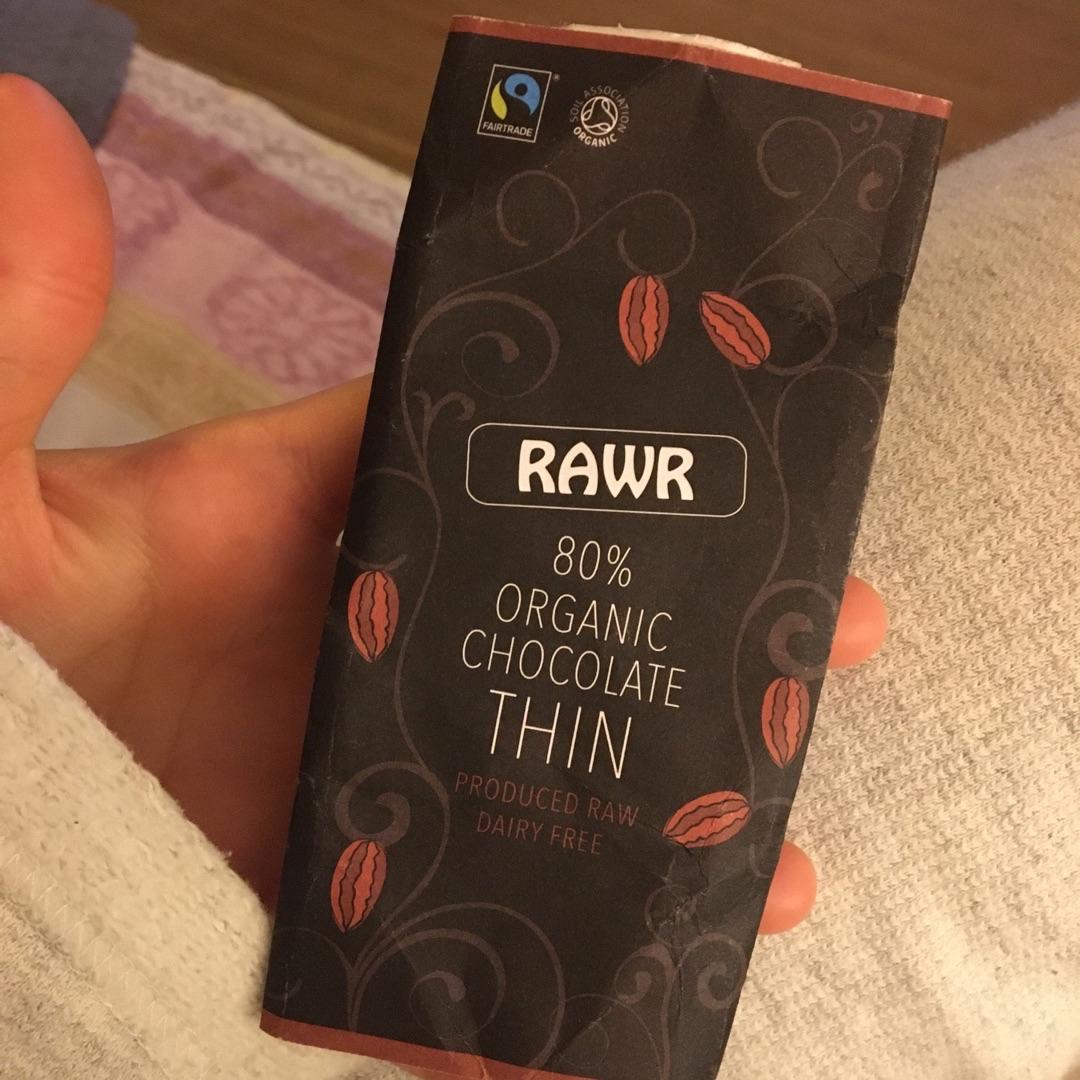 FAIRTRADE
SOIL ASSOCIATION
ORGANIC
RAWR
80%
ORGANIC
CHOCOLATE
THIN
PRODUCED RAW
DAIRY FREE